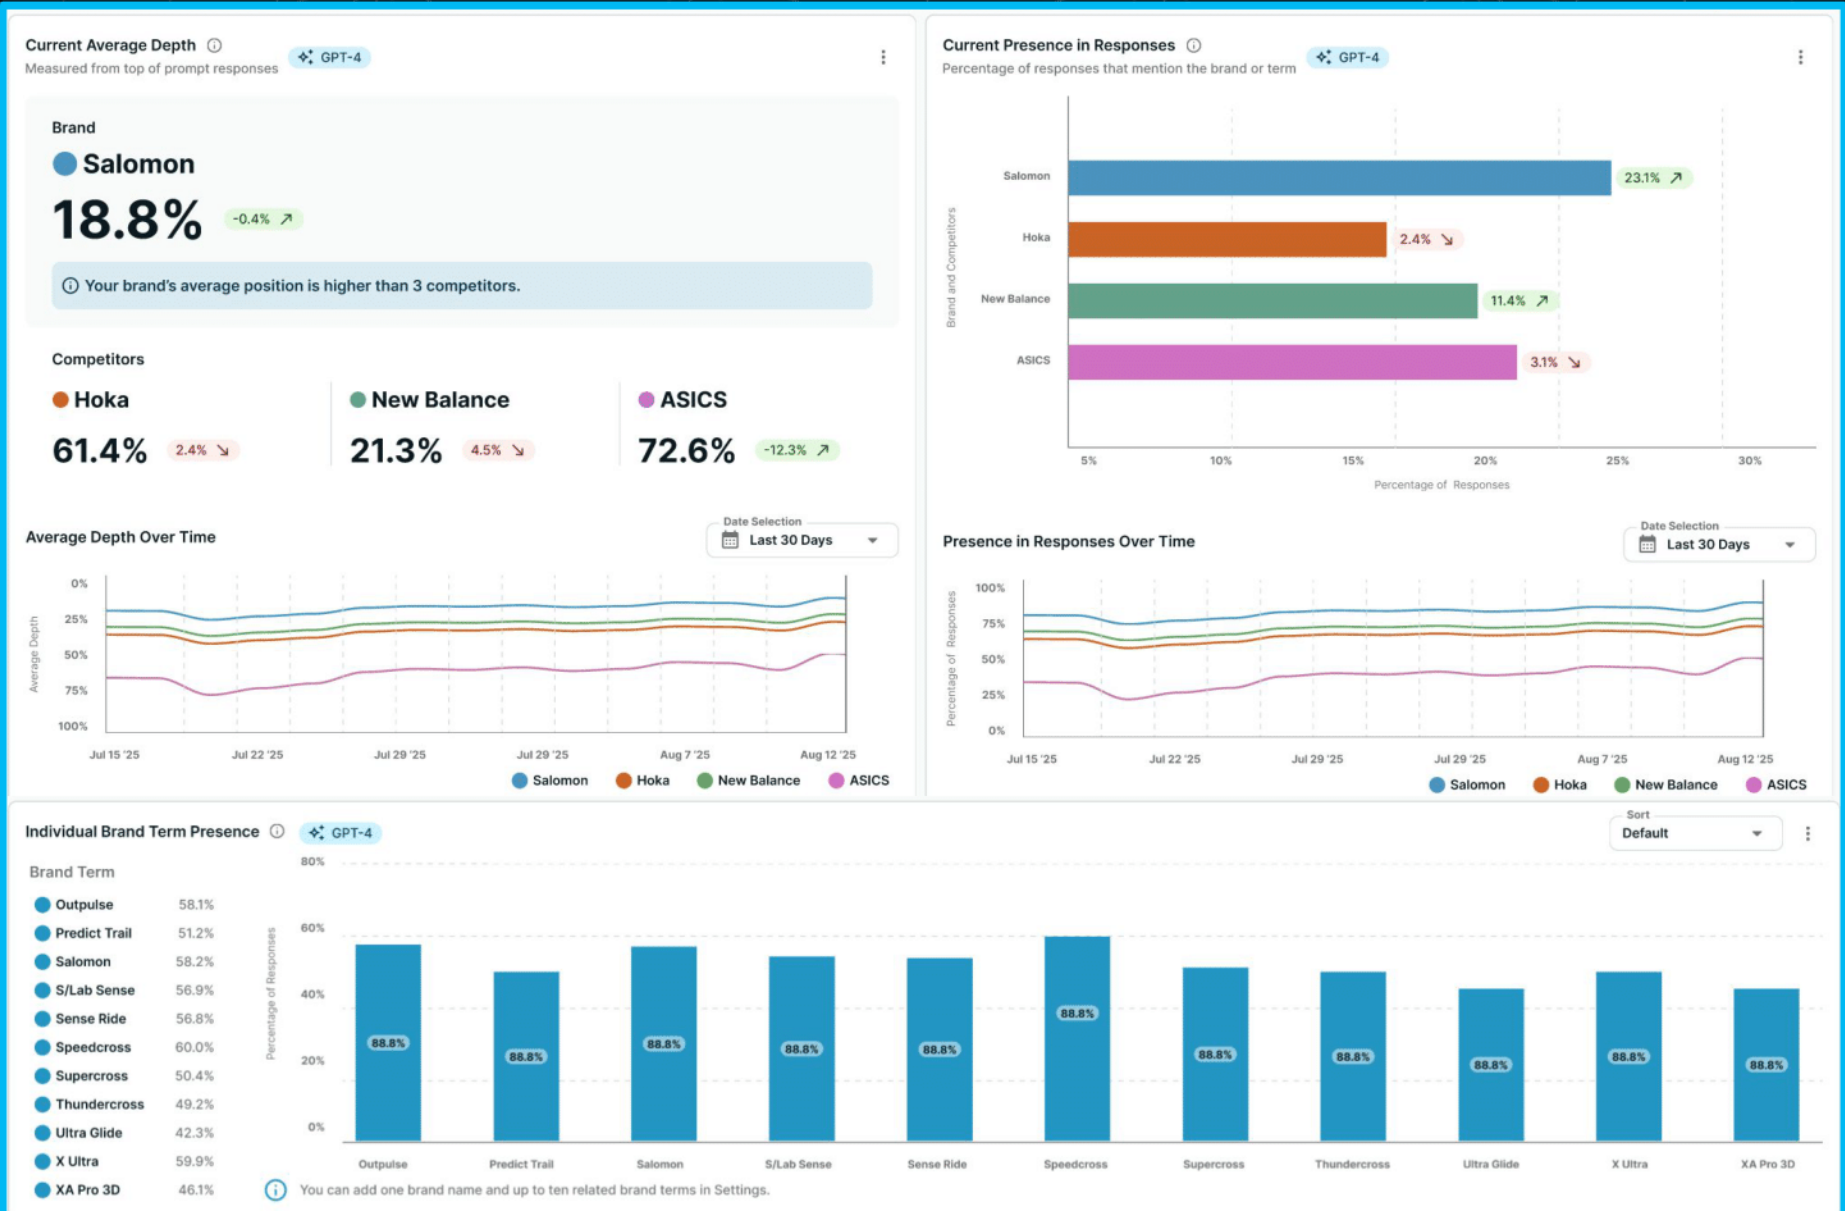 Current Average Depth
GPT-4
Measured from top of prompt responses
Brand
Salomon
18.8% -0.4%
Your brand's average position is higher than 3 competitors.
Competitors
Hoka
61.4% 2.4%
New Balance
21.3% 4.5%
ASICS
72.6% -12.3%
Average Depth Over Time
Date Selection
Last 30 Days
Average Depth
0%
25%
50%
75%
100%
Jul 15 '25 Jul 22 '25 Jul 29 '25 Jul 29 '25 Aug 7 '25 Aug 12 '25
Salomon Hoka New Balance ASICS
Current Presence in Responses
GPT-4
Percentage of responses that mention the brand or term
Brand and Competitors
Salomon 23.1%
Hoka 2.4%
New Balance 11.4%
ASICS 3.1%
5% 10% 15% 20% 25% 30%
Percentage of Responses
Presence in Responses Over Time
Date Selection
Last 30 Days
Percentage of Responses
100%
75%
50%
25%
0%
Jul 15 '25 Jul 22 '25 Jul 29 '25 Jul 29 '25 Aug 7 '25 Aug 12 '25
Salomon Hoka New Balance ASICS
Individual Brand Term Presence
GPT-4
Sort
Default
Brand Term
Outpulse 58.1%
Predict Trail 51.2%
Salomon 58.2%
S/Lab Sense 56.9%
Sense Ride 56.8%
Speedcross 60.0%
Supercross 50.4%
Thundercross 49.2%
Ultra Glide 42.3%
X Ultra 59.9%
XA Pro 3D 46.1%
Percentage of Responses
80%
60%
40%
20%
0%
88.8% 88.8% 88.8% 88.8% 88.8% 88.8% 88.8% 88.8% 88.8% 88.8% 88.8%
Outpulse Predict Trail Salomon S/Lab Sense Sense Ride Speedcross Supercross Thundercross Ultra Glide X Ultra XA Pro 3D
You can add one brand name and up to ten related brand terms in Settings.